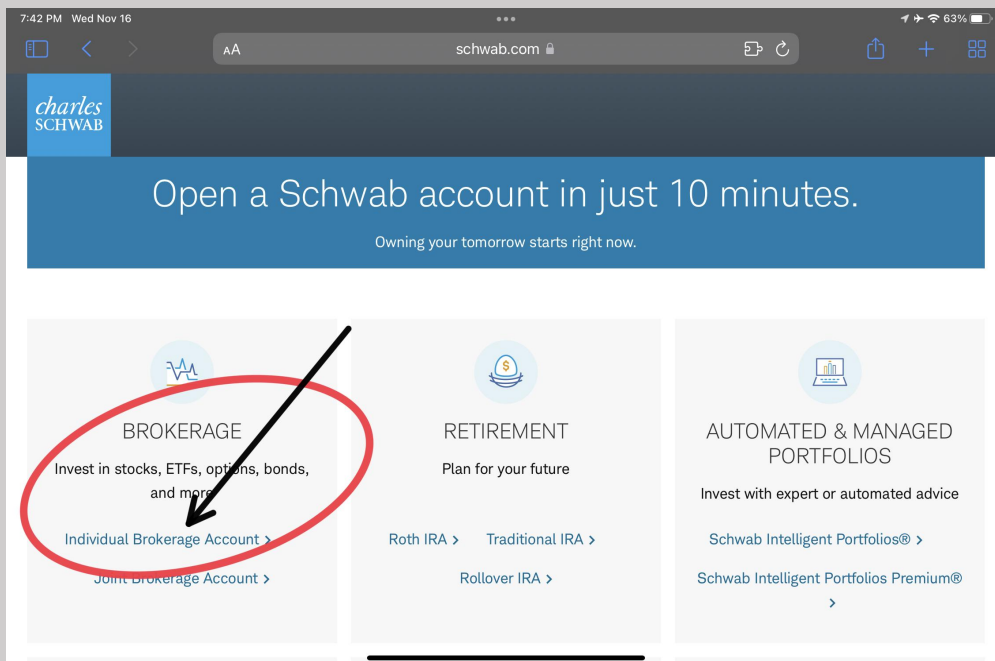 7:42 PM Wed Nov 16
63%
AA
schwab.com
charles
SCHWAB
Open a Schwab account in just 10 minutes.
Owning your tomorrow starts right now.
BROKERAGE
Invest in stocks, ETFs, options, bonds,
and more
Individual Brokerage Account >
Joint Brokerage Account >
$
RETIREMENT
Plan for your future
Roth IRA > Traditional IRA >
Rollover IRA >
AUTOMATED & MANAGED
PORTFOLIOS
Invest with expert or automated advice
Schwab Intelligent Portfolios® >
Schwab Intelligent Portfolios Premium®
>